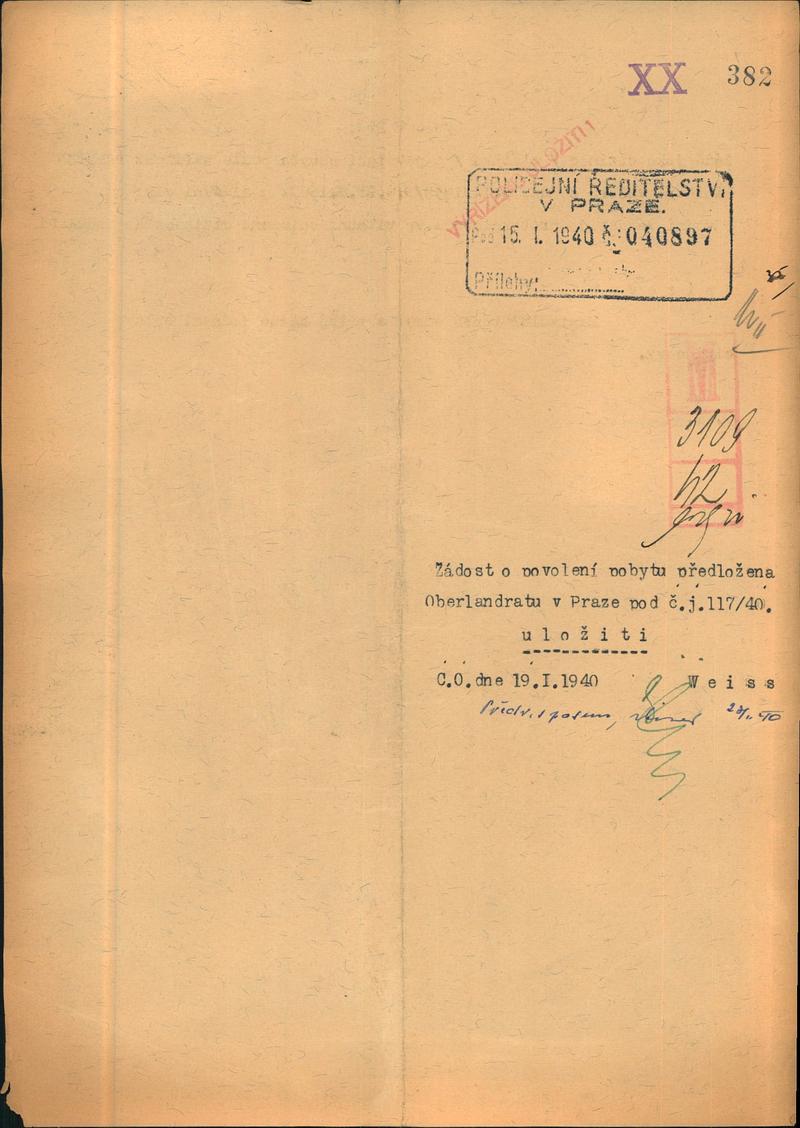 XX 382
VYŘÍZENO ULOŽITI!
POLICEJNÍ ŘEDITELSTVÍ
V PRAZE.
15. I. 1940 č.: 040897
Přílohy:
3109
Žádost o povolení pobytu předložena
Oberlandratu v Praze pod č.j.117/40.
u l o ž i t i
Č.O.dne 19.I.1940 W e i s s